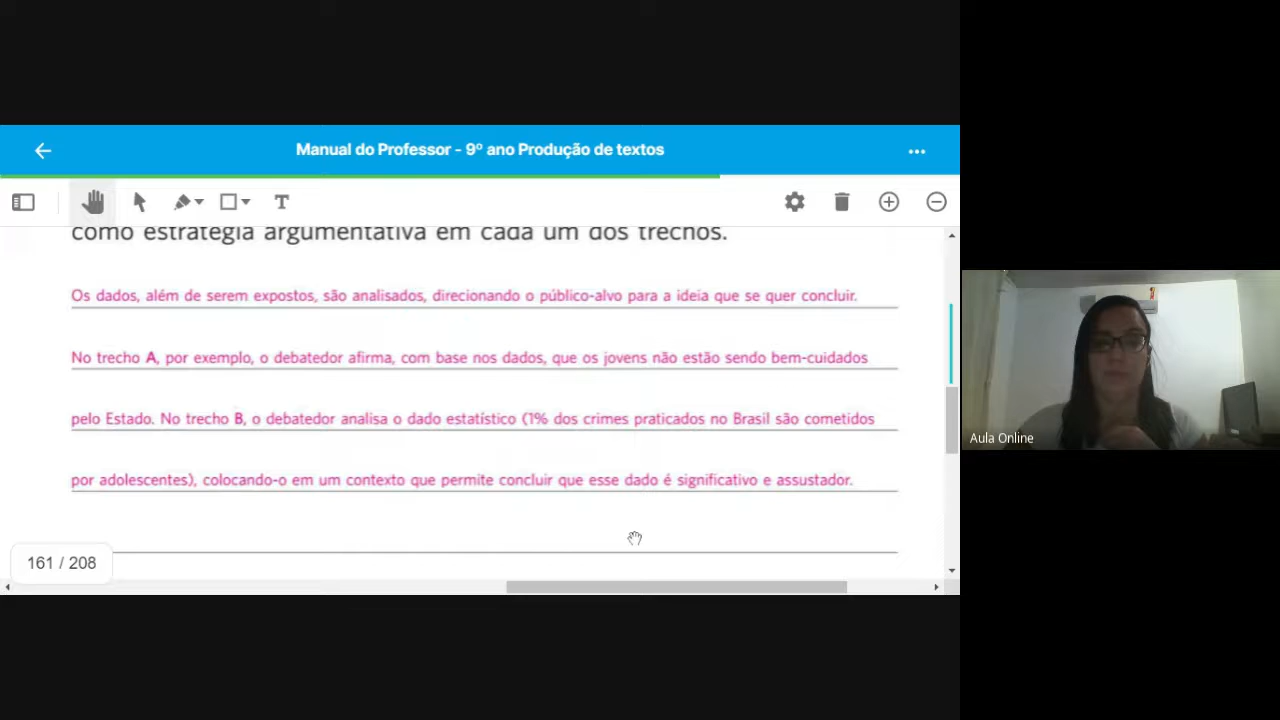 Manual do Professor - 9º ano Produção de textos
como estratégia argumentativa em cada um dos trechos.
Os dados, além de serem expostos, são analisados, direcionando o público-alvo para a ideia que se quer concluir.
No trecho A, por exemplo, o debatedor afirma, com base nos dados, que os jovens não estão sendo bem-cuidados
pelo Estado. No trecho B, o debatedor analisa o dado estatístico (1% dos crimes praticados no Brasil são cometidos
por adolescentes), colocando-o em um contexto que permite concluir que esse dado é significativo e assustador.
161 / 208
Aula Online